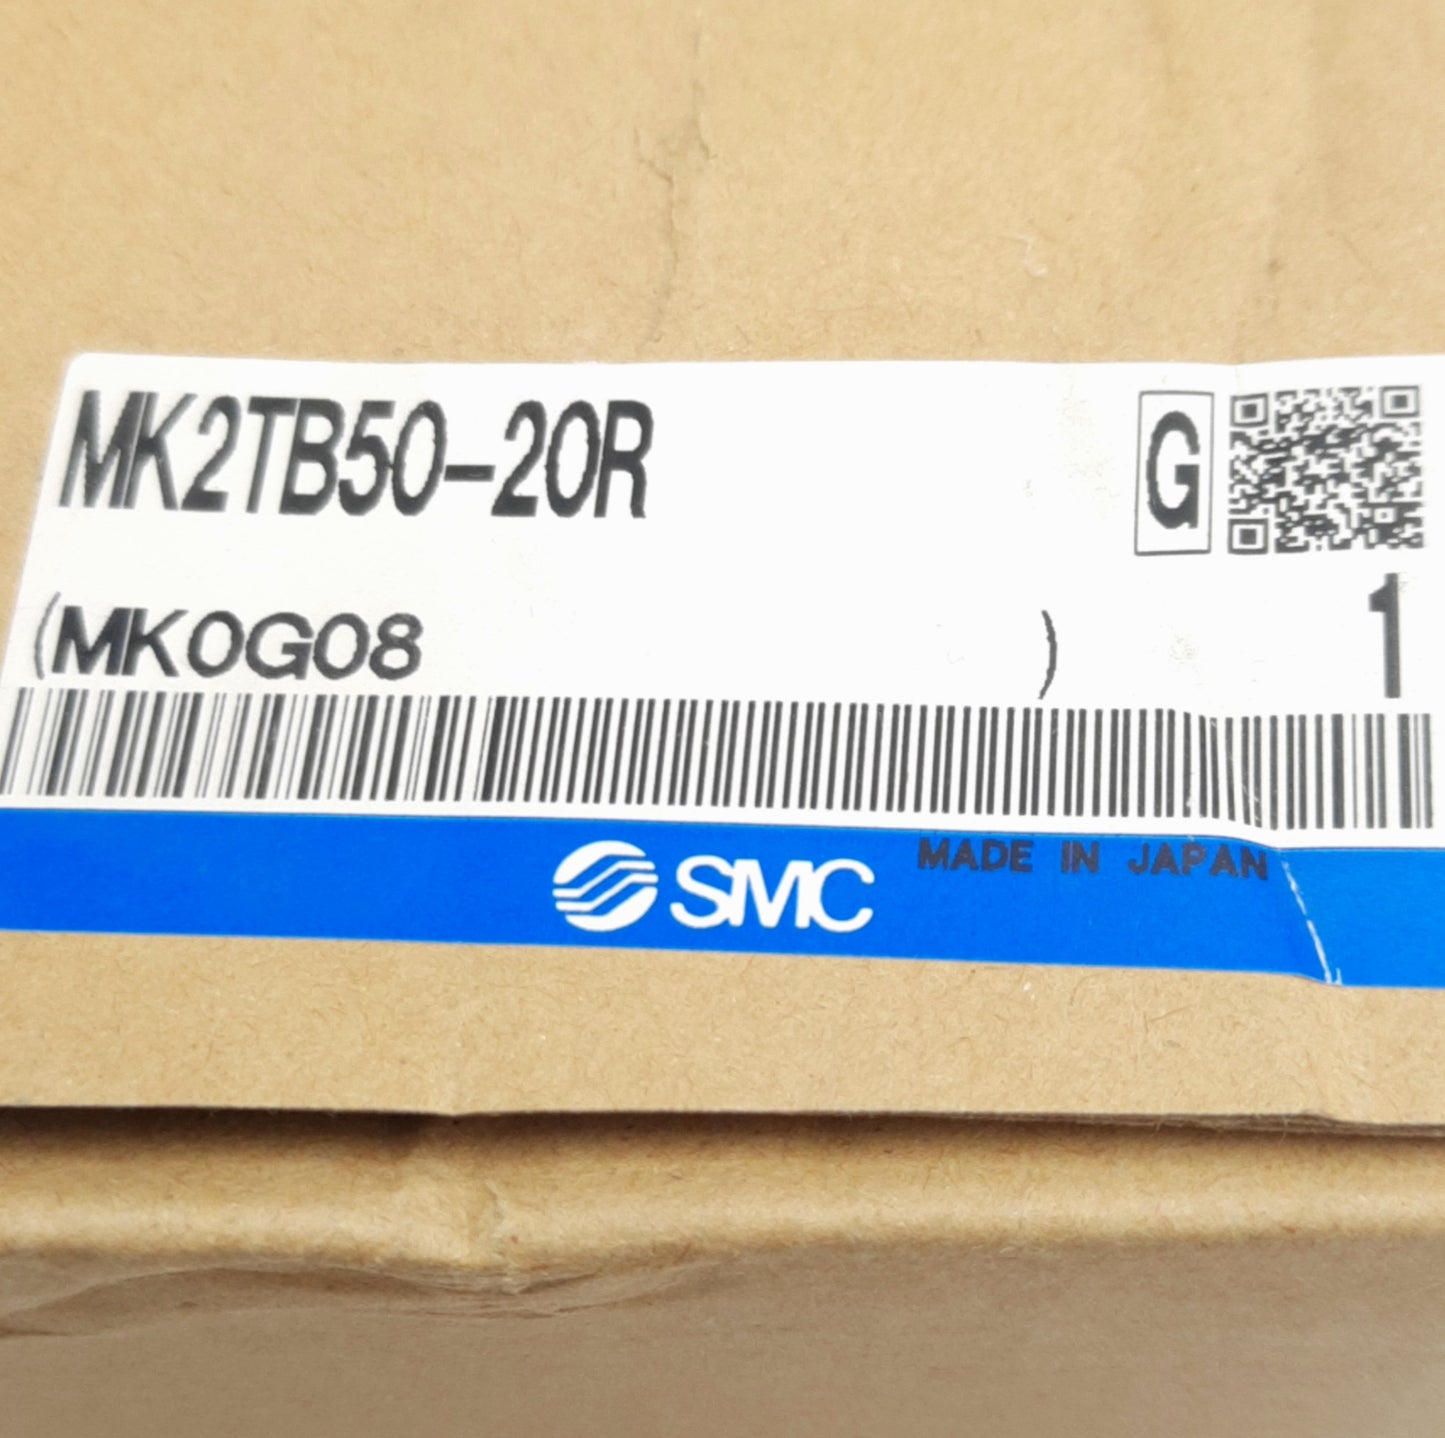 MK2TB50-20R
G
(MK0G08 )
1
SMC
MADE IN JAPAN